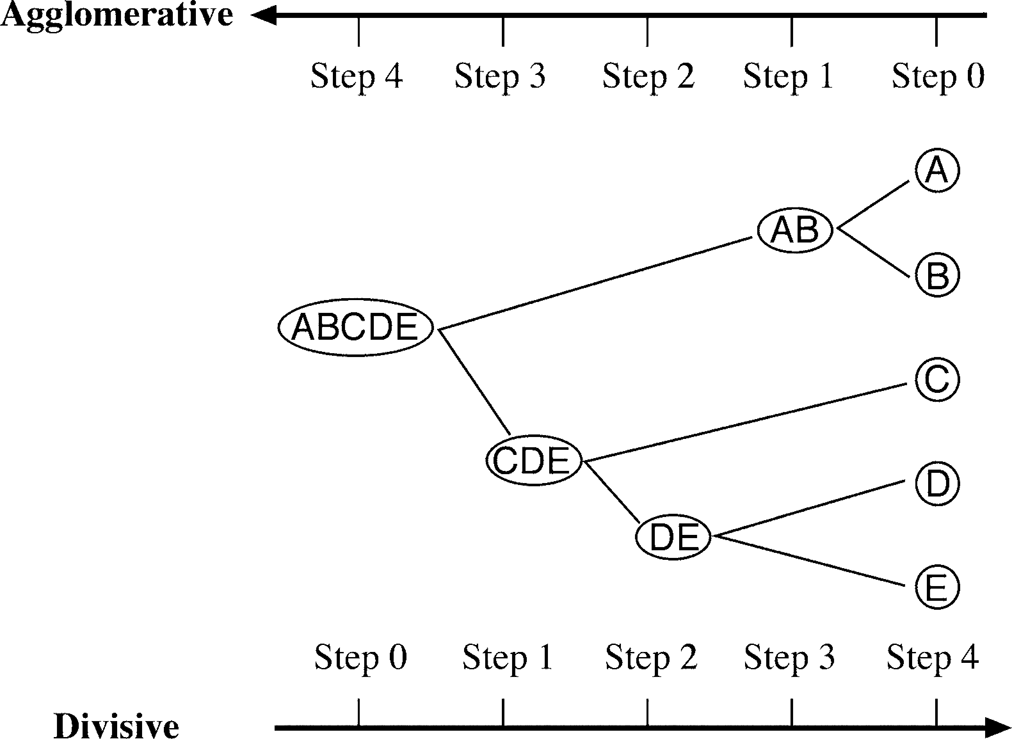 Agglomerative
Step 4 Step 3 Step 2 Step 1 Step 0
A
AB
B
ABCDE
C
CDE
D
DE
E
Step 0 Step 1 Step 2 Step 3 Step 4
Divisive